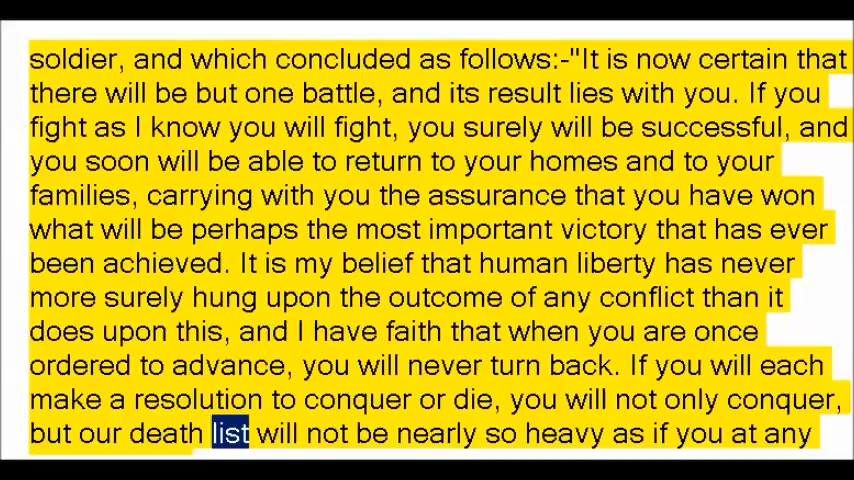 soldier, and which concluded as follows:-"It is now certain that
there will be but one battle, and its result lies with you. If you
fight as I know you will fight, you surely will be successful, and
you soon will be able to return to your homes and to your
families, carrying with you the assurance that you have won
what will be perhaps the most important victory that has ever
been achieved. It is my belief that human liberty has never
more surely hung upon the outcome of any conflict than it
does upon this, and I have faith that when you are once
ordered to advance, you will never turn back. If you will each
make a resolution to conquer or die, you will not only conquer,
but our death list will not be nearly so heavy as if you at any